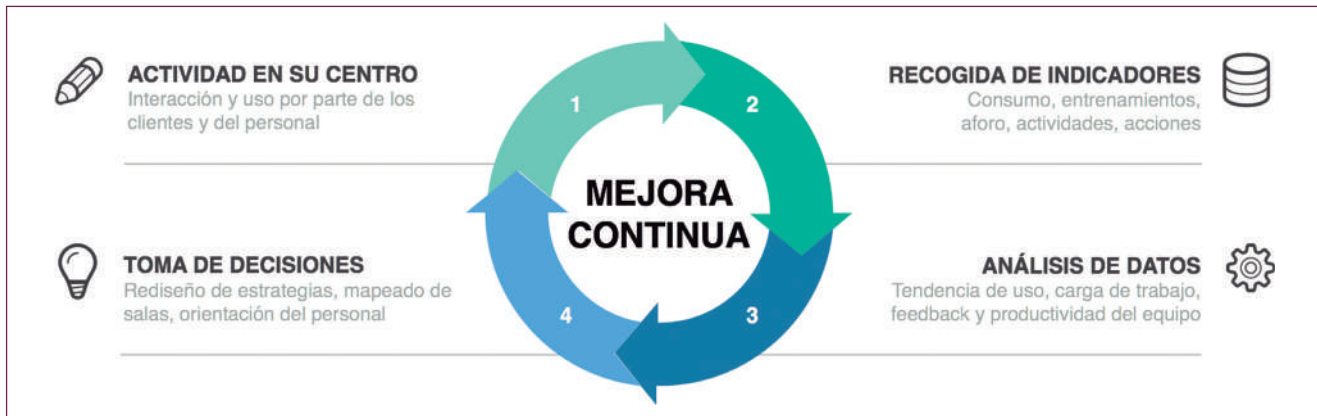 ACTIVIDAD EN SU CENTRO
Interacción y uso por parte de los
clientes y del personal
1
2
RECOGIDA DE INDICADORES
Consumo, entrenamientos,
aforo, actividades, acciones
MEJORA
CONTINUA
TOMA DE DECISIONES
Rediseño de estrategias, mapeado de
salas, orientación del personal
4
3
ANÁLISIS DE DATOS
Tendencia de uso, carga de trabajo,
feedback y productividad del equipo